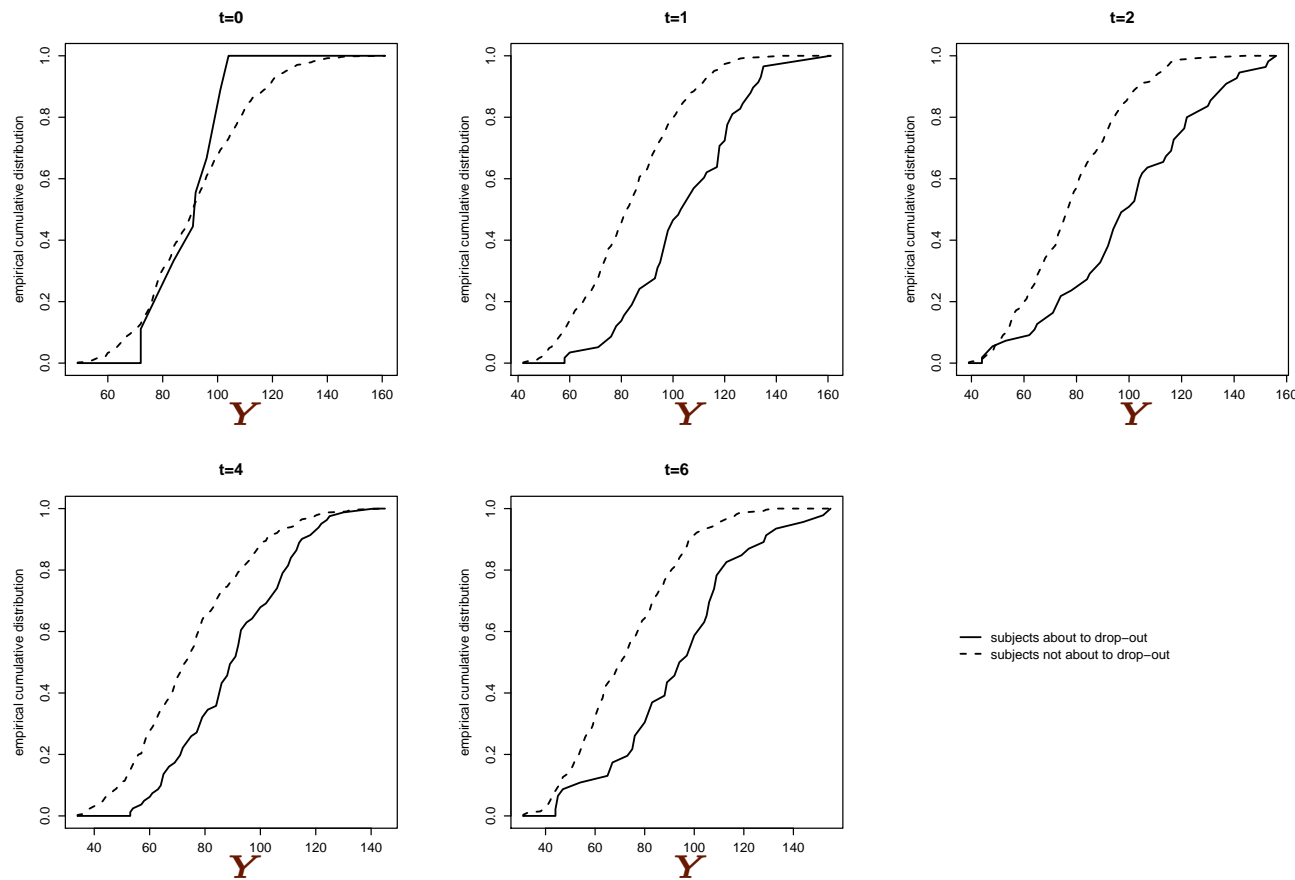 t=0
empirical cumulative distribution
0.0 0.2 0.4 0.6 0.8 1.0
60 80 100 120 140 160
Y
t=1
empirical cumulative distribution
0.0 0.2 0.4 0.6 0.8 1.0
40 60 80 100 120 140 160
Y
t=2
empirical cumulative distribution
0.0 0.2 0.4 0.6 0.8 1.0
40 60 80 100 120 140 160
Y
t=4
empirical cumulative distribution
0.0 0.2 0.4 0.6 0.8 1.0
40 60 80 100 120 140
Y
t=6
empirical cumulative distribution
0.0 0.2 0.4 0.6 0.8 1.0
40 60 80 100 120 140
Y
subjects about to drop−out
subjects not about to drop−out